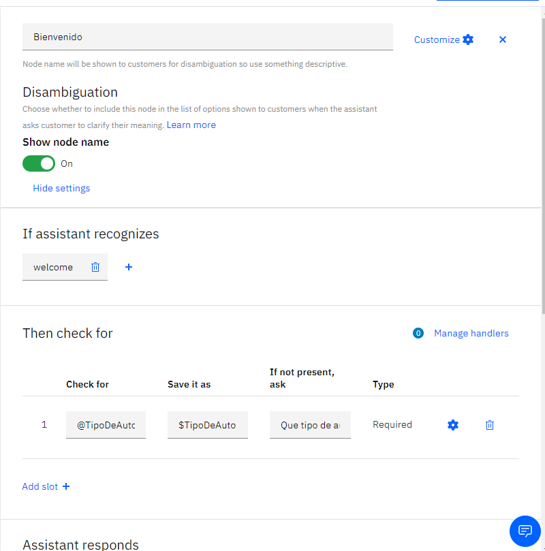 Bienvenido
Customize
Node name will be shown to customers for disambiguation so use something descriptive.
Disambiguation
Choose whether to include this node in the list of options shown to customers when the assistant
asks customer to clarify their meaning. Learn more
Show node name
On
Hide settings
If assistant recognizes
welcome
Then check for
0 Manage handlers
Check for Save it as If not present, ask Type
1 @TipoDeAuto $TipoDeAuto Que tipo de Required
Add slot +
Assistant responds